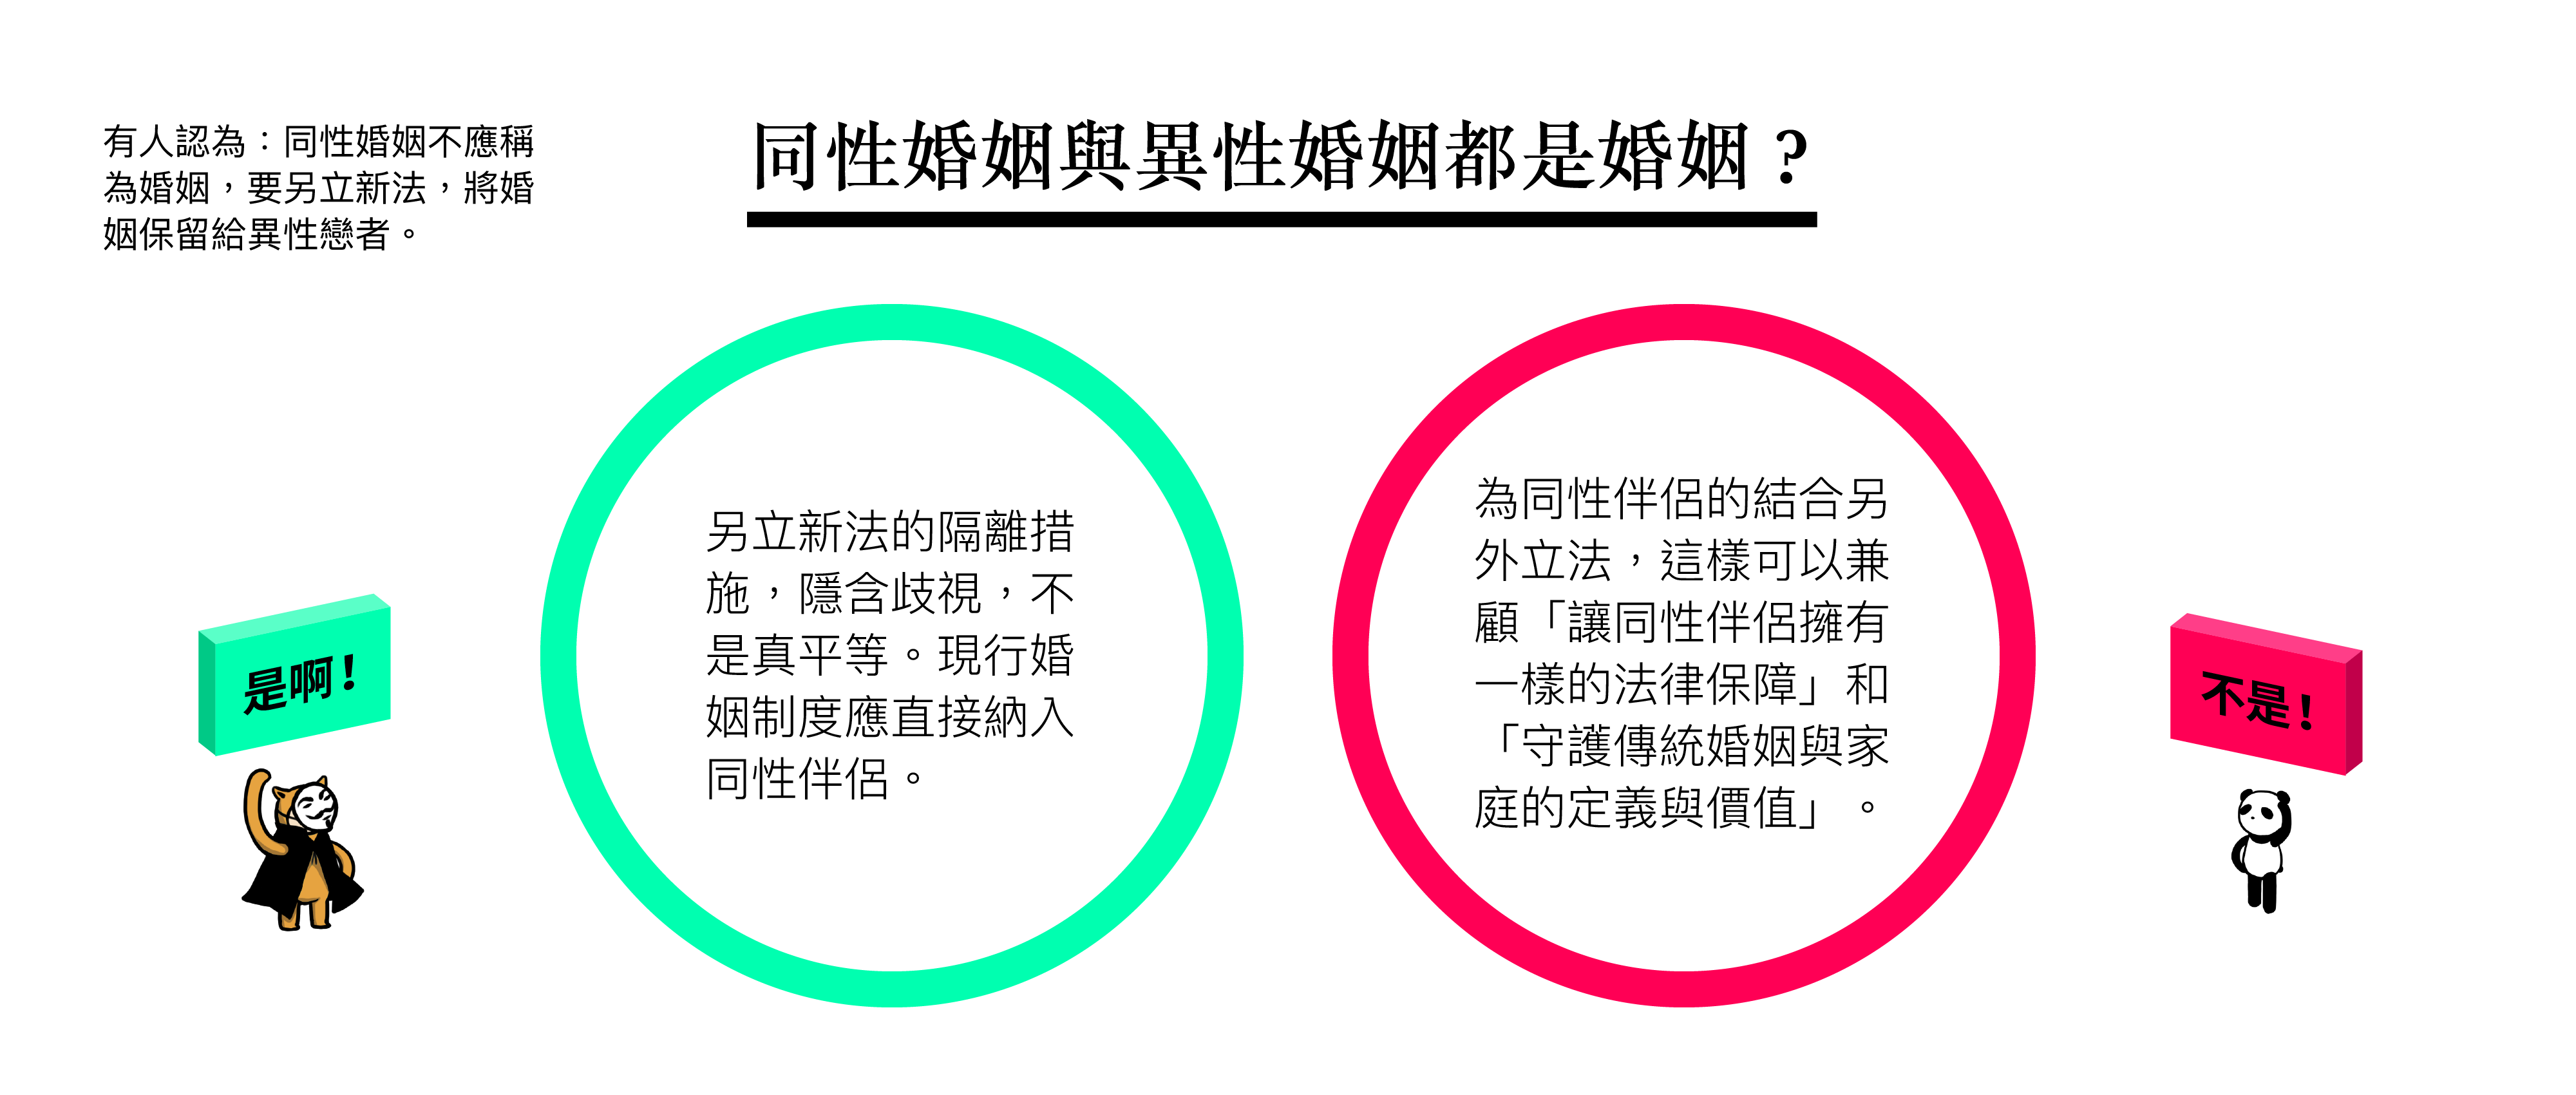 有人認為：同性婚姻不應稱
為婚姻，要另立新法，將婚
姻保留給異性戀者。
同性婚姻與異性婚姻都是婚姻？
另立新法的隔離措
施，隱含歧視，不
是真平等。現行婚
姻制度應直接納入
同性伴侶。
為同性伴侶的結合另
外立法，這樣可以兼
顧「讓同性伴侶擁有
一樣的法律保障」和
「守護傳統婚姻與家
庭的定義與價值」。
是啊！
不是！